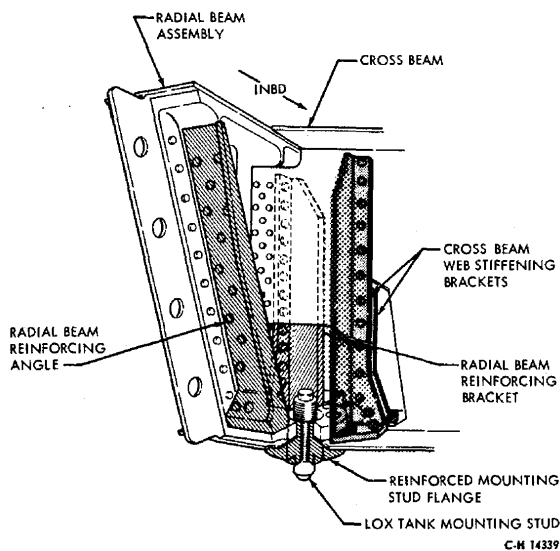 RADIAL BEAM
ASSEMBLY
INBD
CROSS BEAM
CROSS BEAM
WEB STIFFENING
BRACKETS
RADIAL BEAM
REINFORCING
ANGLE
RADIAL BEAM
REINFORCING
BRACKET
REINFORCED MOUNTING
STUD FLANGE
LOX TANK MOUNTING STUD
C-H 14339